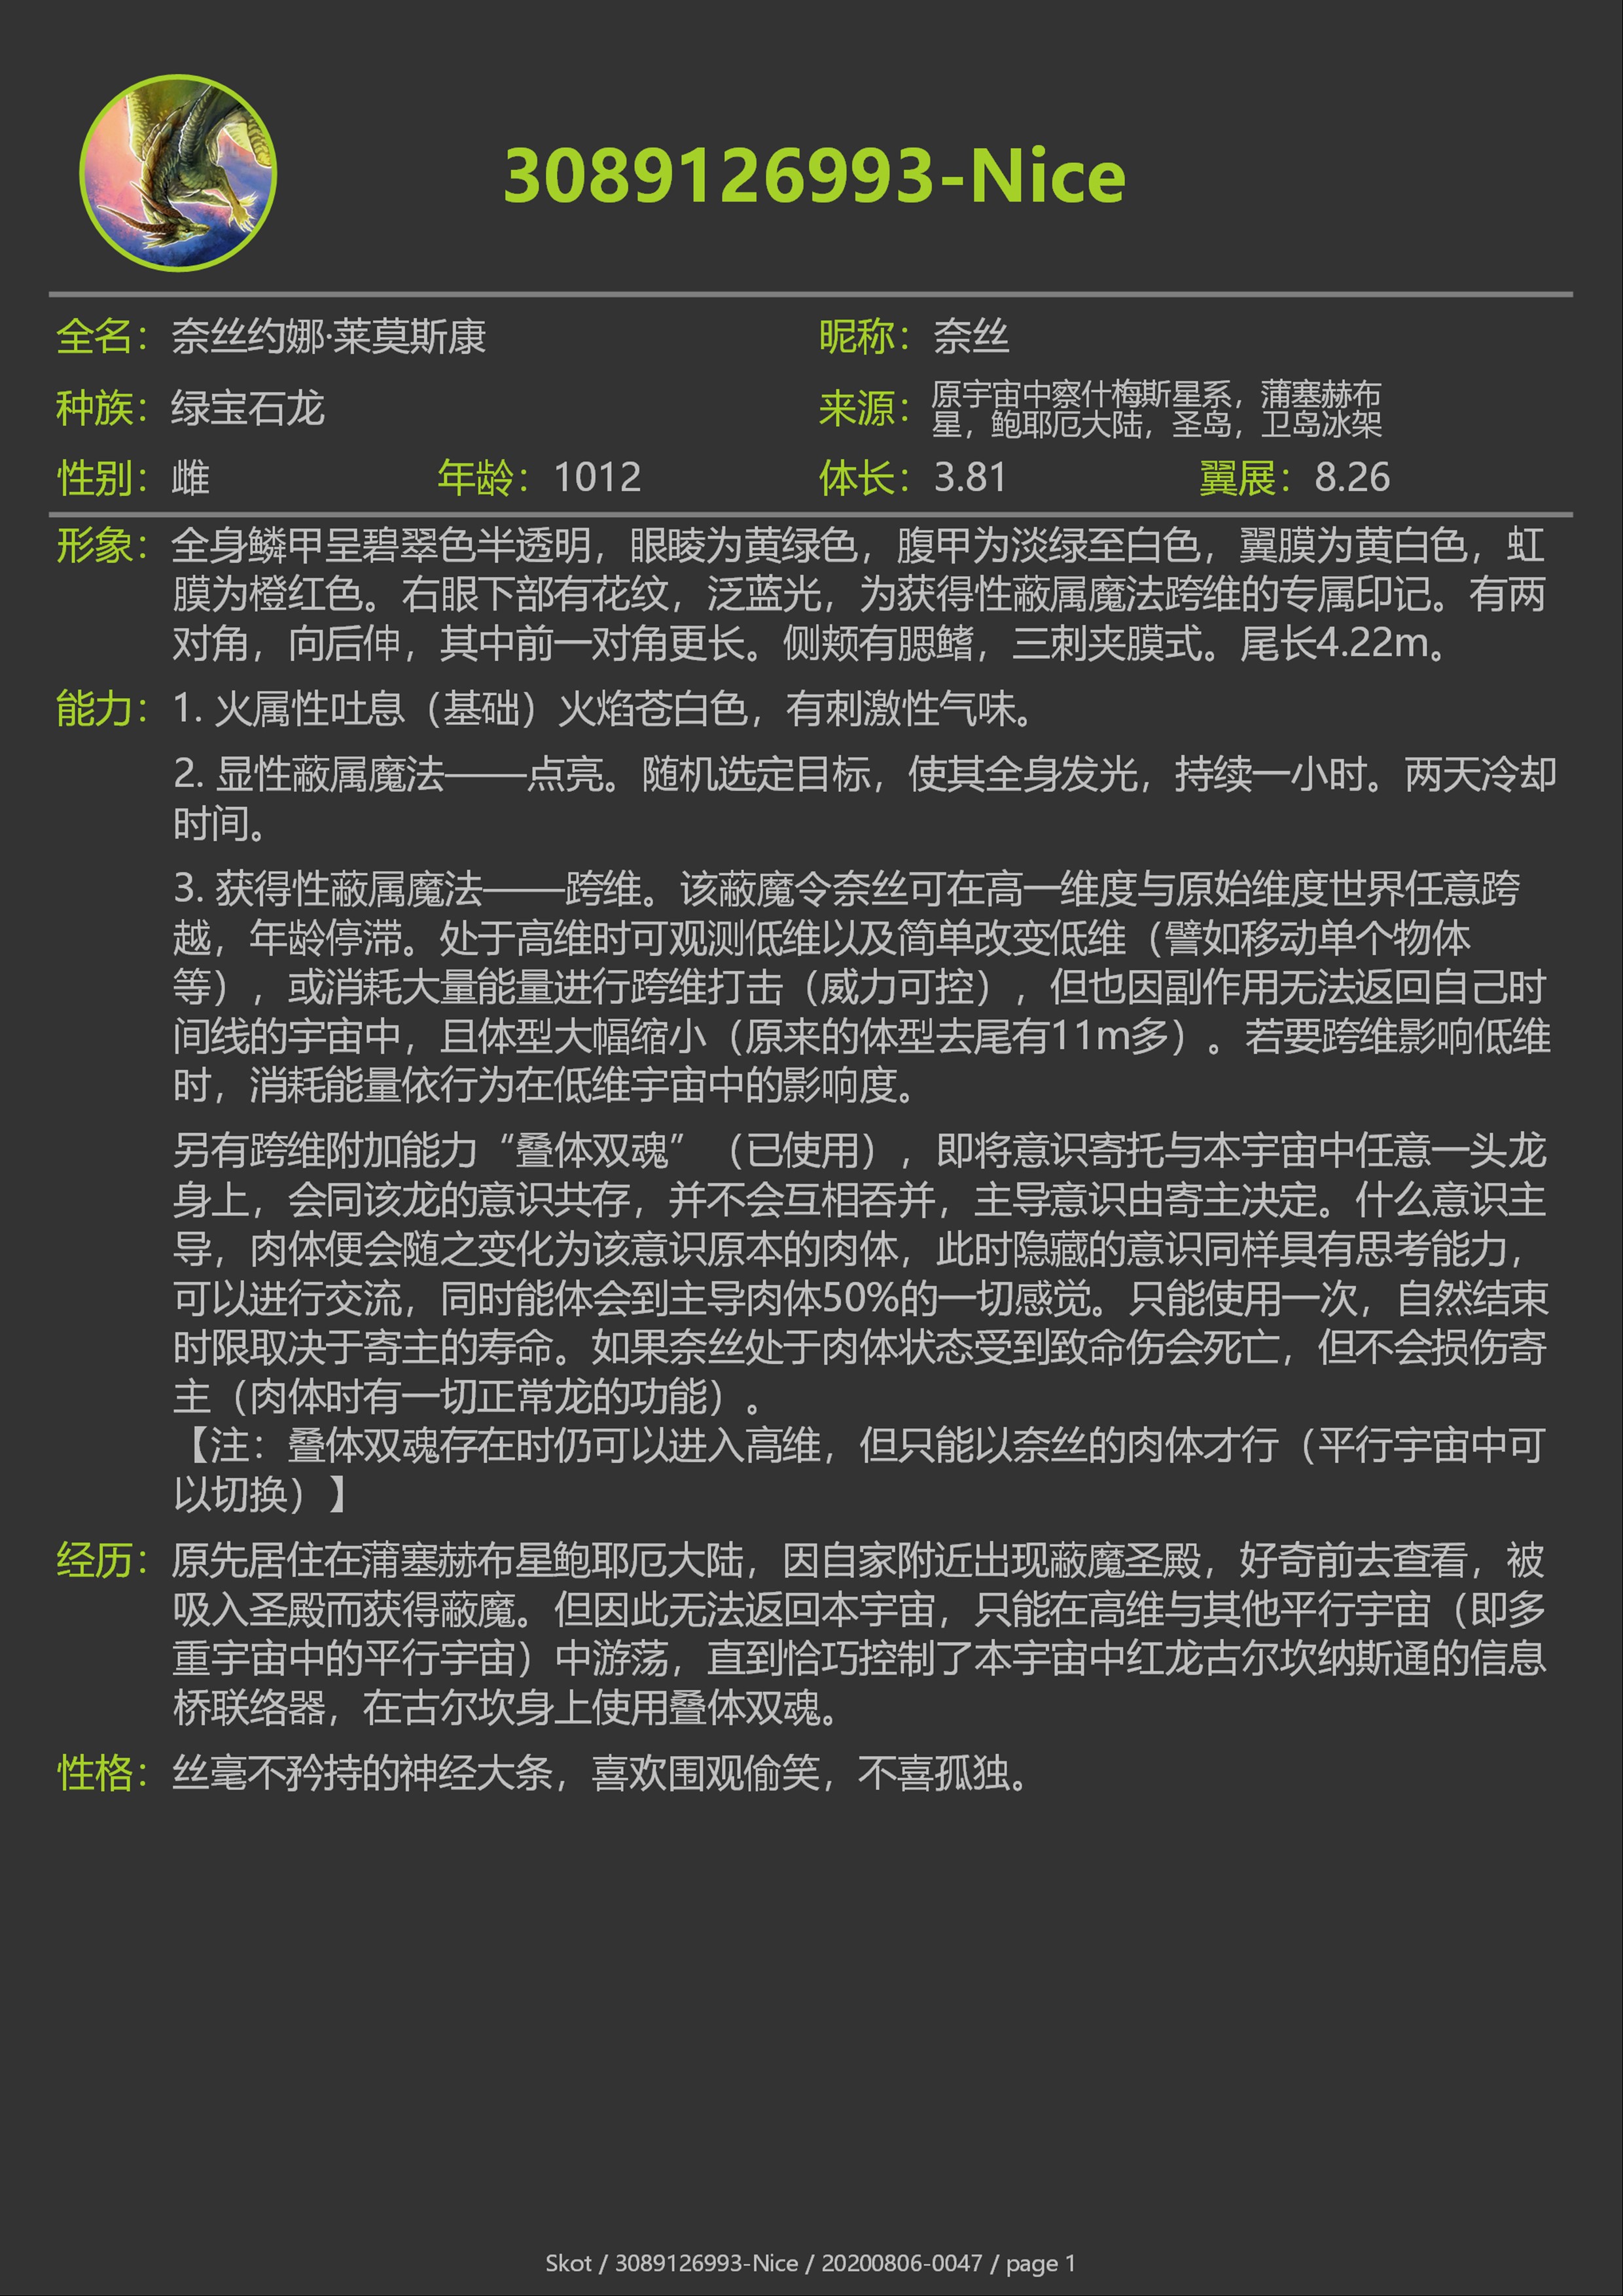 3089126993-Nice
全名：奈丝约娜·莱莫斯康 昵称：奈丝
种族：绿宝石龙 来源：原宇宙中察什梅斯星系，蒲塞赫布
星，鲍耶厄大陆，圣岛，卫岛冰架
性别：雌 年龄：1012 体长：3.81 翼展：8.26
形象：全身鳞甲呈碧翠色半透明，眼睖为黄绿色，腹甲为淡绿至白色，翼膜为黄白色，虹
膜为橙红色。右眼下部有花纹，泛蓝光，为获得性蔽属魔法跨维的专属印记。有两
对角，向后伸，其中前一对角更长。侧颊有腮鳍，三刺夹膜式。尾长4.22m。
能力：1. 火属性吐息（基础）火焰苍白色，有刺激性气味。
2. 显性蔽属魔法——点亮。随机选定目标，使其全身发光，持续一小时。两天冷却
时间。
3. 获得性蔽属魔法——跨维。该蔽魔令奈丝可在高一维度与原始维度世界任意跨
越，年龄停滞。处于高维时可观测低维以及简单改变低维（譬如移动单个物体
等），或消耗大量能量进行跨维打击（威力可控），但也因副作用无法返回自己时
间线的宇宙中，且体型大幅缩小（原来的体型去尾有11m多）。若要跨维影响低维
时，消耗能量依行为在低维宇宙中的影响度。
另有跨维附加能力“叠体双魂”（已使用），即将意识寄托与本宇宙中任意一头龙
身上，会同该龙的意识共存，并不会互相吞并，主导意识由寄主决定。什么意识主
导，肉体便会随之变化为该意识原本的肉体，此时隐藏的意识同样具有思考能力，
可以进行交流，同时能体会到主导肉体50%的一切感觉。只能使用一次，自然结束
时限取决于寄主的寿命。如果奈丝处于肉体状态受到致命伤会死亡，但不会损伤寄
主（肉体时有一切正常龙的功能）。
【注：叠体双魂存在时仍可以进入高维，但只能以奈丝的肉体才行（平行宇宙中可
以切换）】
经历：原先居住在蒲塞赫布星鲍耶厄大陆，因自家附近出现蔽魔圣殿，好奇前去查看，被
吸入圣殿而获得蔽魔。但因此无法返回本宇宙，只能在高维与其他平行宇宙（即多
重宇宙中的平行宇宙）中游荡，直到恰巧控制了本宇宙中红龙古尔坎纳斯通的信息
桥联络器，在古尔坎身上使用叠体双魂。
性格：丝毫不矜持的神经大条，喜欢围观偷笑，不喜孤独。
Skot / 3089126993-Nice / 20200806-0047 / page 1